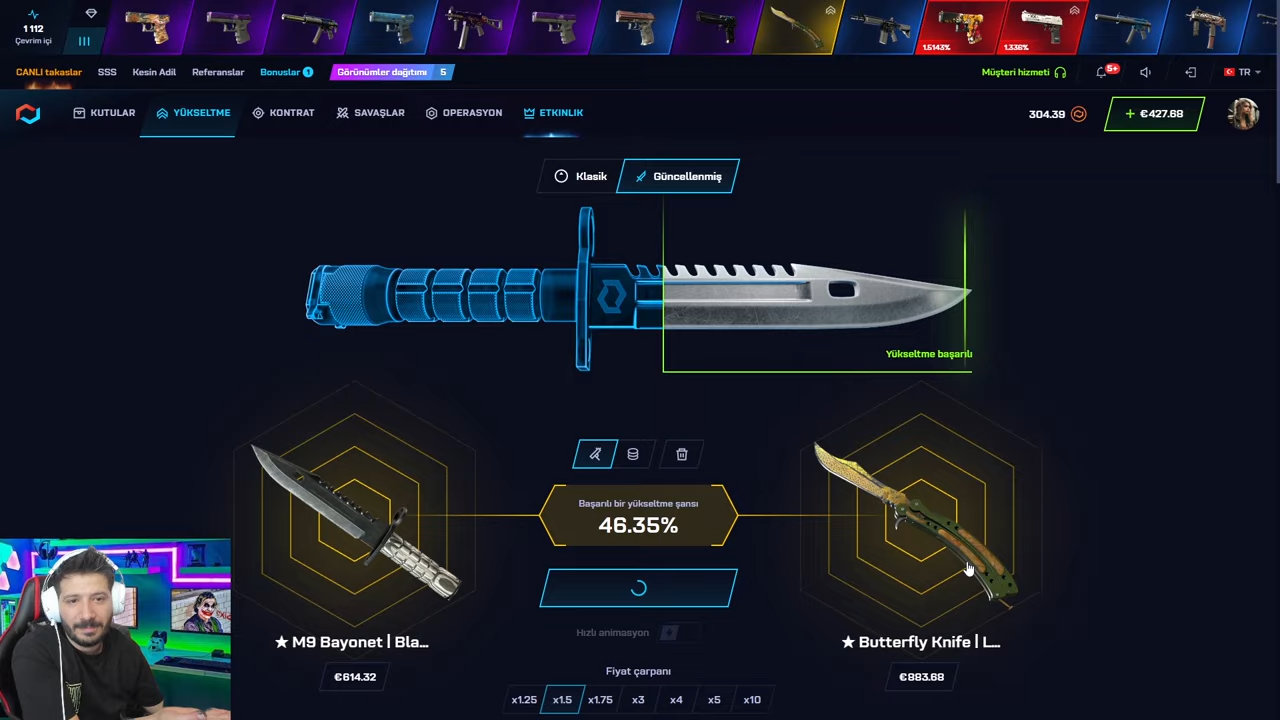 1 112
Çevrim içi
1.5143%
1.336%
CANLI takaslar
SSS
Kesin Adil
Referanslar
Bonuslar 1
Görünümler dağıtımı 5
Müşteri hizmeti
5+
TR
KUTULAR
YÜKSELTME
KONTRAT
SAVAŞLAR
OPERASYON
ETKINLIK
304.39
+ €427.68
Klasik
Güncellenmiş
Yükseltme başarılı
Başarılı bir yükseltme şansı
46.35%
Hızlı animasyon
★ M9 Bayonet | Bla...
€614.32
★ Butterfly Knife | L...
€883.68
Fiyat çarpanı
x1.25 x1.5 x1.75 x3 x4 x5 x10